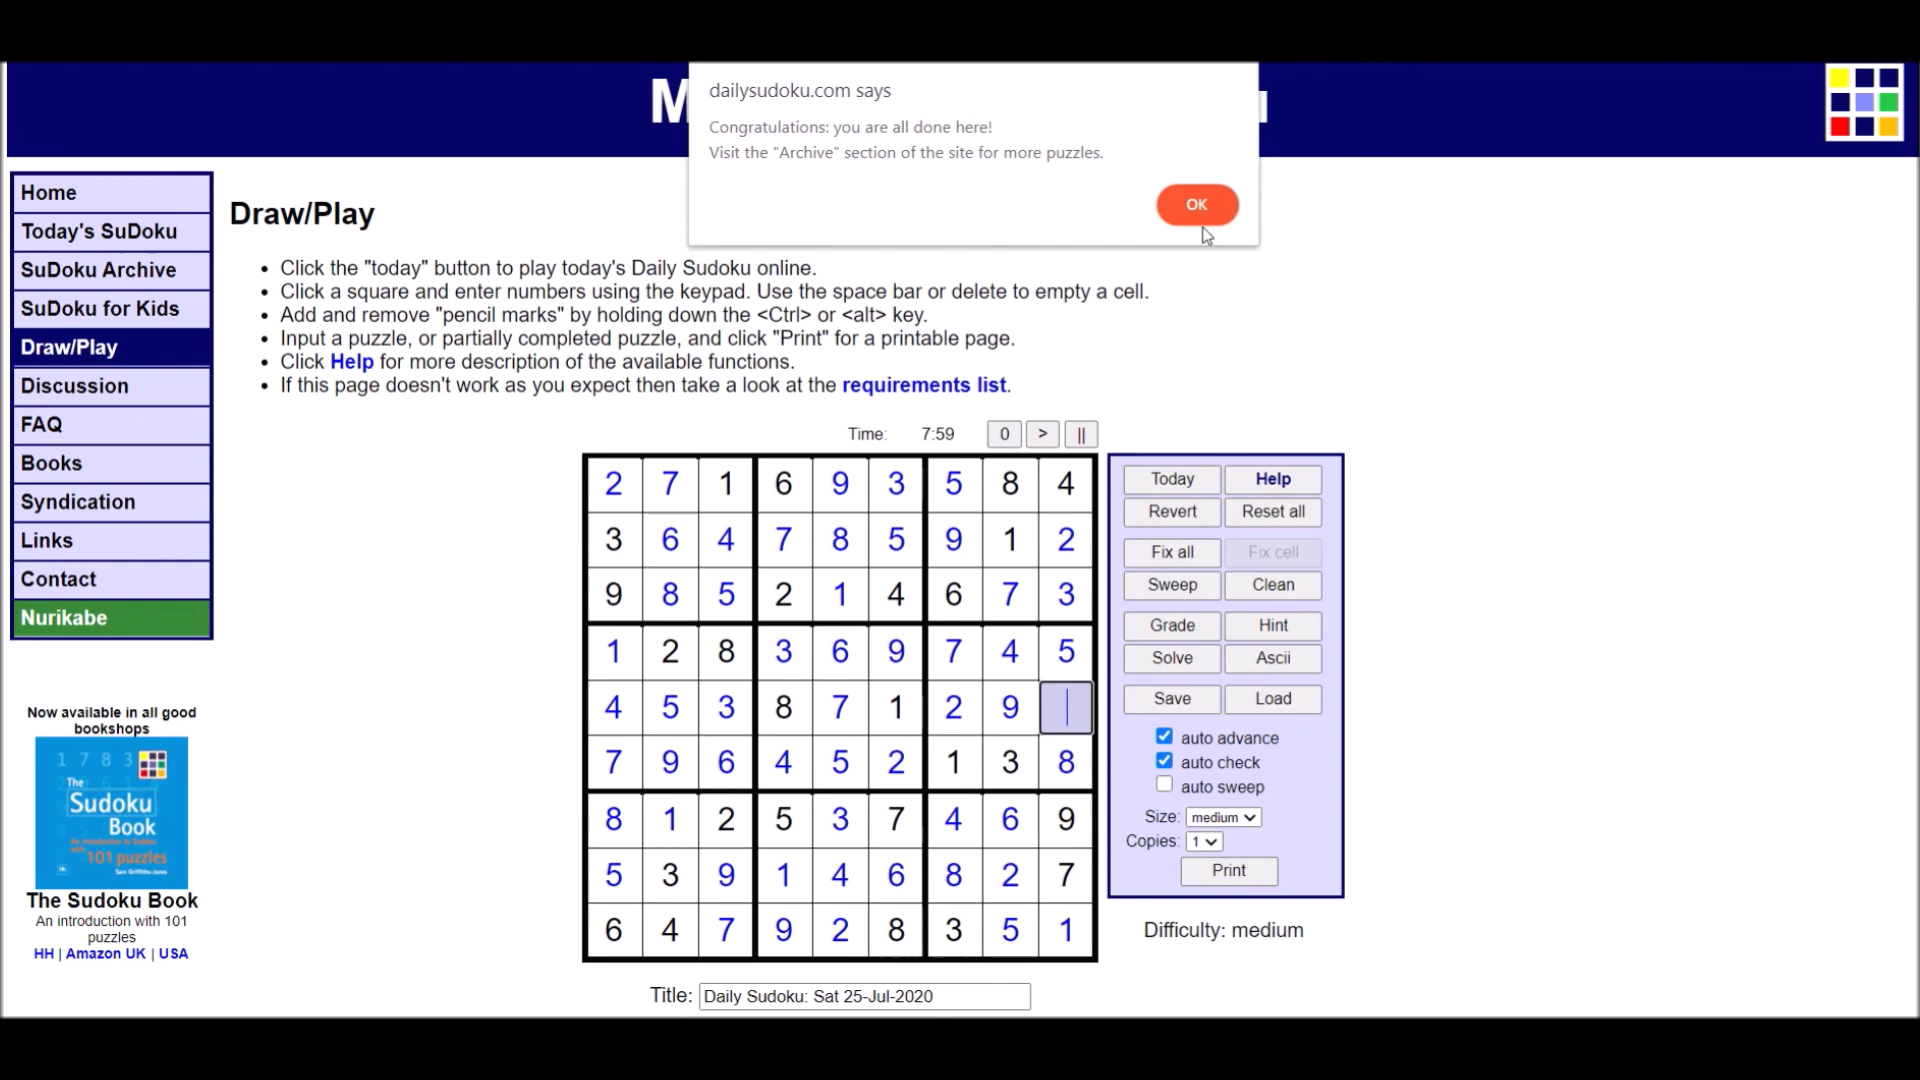 M
dailysudoku.com says
Congratulations: you are all done here!
Visit the "Archive" section of the site for more puzzles.
OK
Home
Today's SuDoku
SuDoku Archive
SuDoku for Kids
Draw/Play
Discussion
FAQ
Books
Syndication
Links
Contact
Nurikabe
Now available in all good
bookshops
1 7 8 3
The
Sudoku
Book
An introduction to Sudoku
with 101 puzzles
The Sudoku Book
An introduction with 101
puzzles
HH | Amazon UK | USA
Draw/Play
• Click the "today" button to play today's Daily Sudoku online.
• Click a square and enter numbers using the keypad. Use the space bar or delete to empty a cell.
• Add and remove "pencil marks" by holding down the <Ctrl> or <alt> key.
• Input a puzzle, or partially completed puzzle, and click "Print" for a printable page.
• Click Help for more description of the available functions.
• If this page doesn't work as you expect then take a look at the requirements list.
Time: 7:59 0 > ||
2 7 1 6 9 3 5 8 4
3 6 4 7 8 5 9 1 2
9 8 5 2 1 4 6 7 3
1 2 8 3 6 9 7 4 5
4 5 3 8 7 1 2 9
7 9 6 4 5 2 1 3 8
8 1 2 5 3 7 4 6 9
5 3 9 1 4 6 8 2 7
6 4 7 9 2 8 3 5 1
Title: Daily Sudoku: Sat 25-Jul-2020
Today Help
Revert Reset all
Fix all Fix cell
Sweep Clean
Grade Hint
Solve Ascii
Save Load
auto advance
auto check
auto sweep
Size: medium
Copies: 1
Print
Difficulty: medium